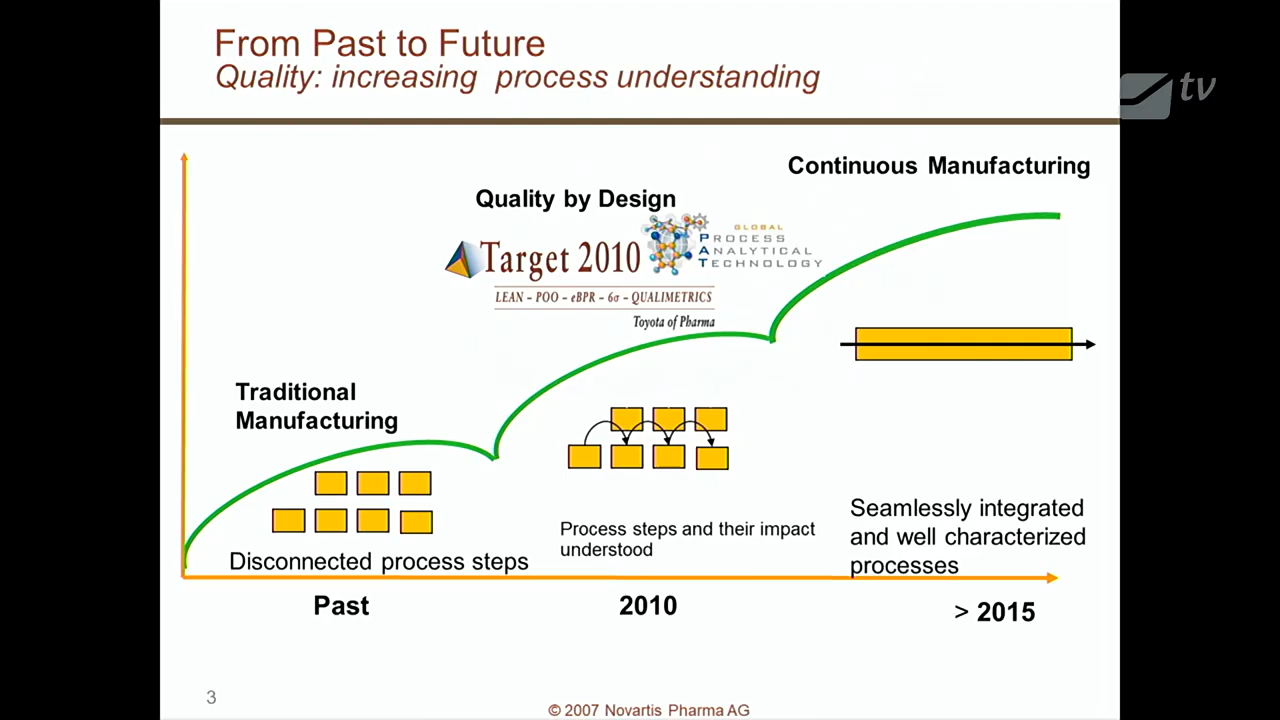 From Past to Future
Quality: increasing process understanding
tv
Continuous Manufacturing
Quality by Design
Target 2010
GLOBAL
PROCESS
ANALYTICAL
TECHNOLOGY
LEAN – POO – eBPR – 6σ – QUALIMETRICS
Toyota of Pharma
Traditional
Manufacturing
Disconnected process steps
Process steps and their impact
understood
Seamlessly integrated
and well characterized
processes
Past
2010
> 2015
3
© 2007 Novartis Pharma AG